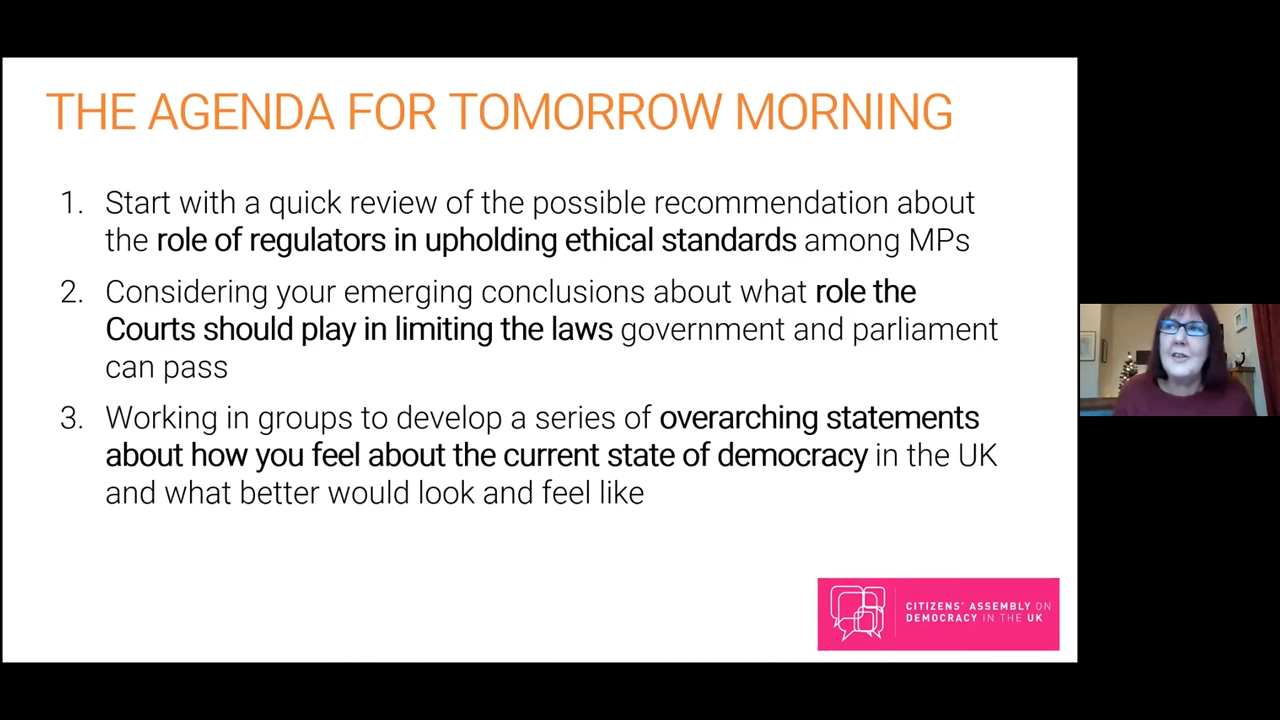 THE AGENDA FOR TOMORROW MORNING
1. Start with a quick review of the possible recommendation about
the role of regulators in upholding ethical standards among MPs
2. Considering your emerging conclusions about what role the
Courts should play in limiting the laws government and parliament
can pass
3. Working in groups to develop a series of overarching statements
about how you feel about the current state of democracy in the UK
and what better would look and feel like
CITIZENS' ASSEMBLY ON
DEMOCRACY IN THE UK